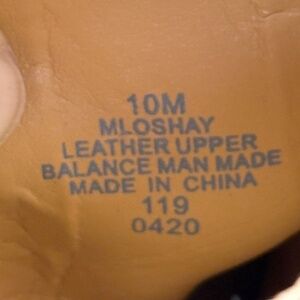 10M
MLOSHAY
LEATHER UPPER
BALANCE MAN MADE
MADE IN CHINA
119
0420